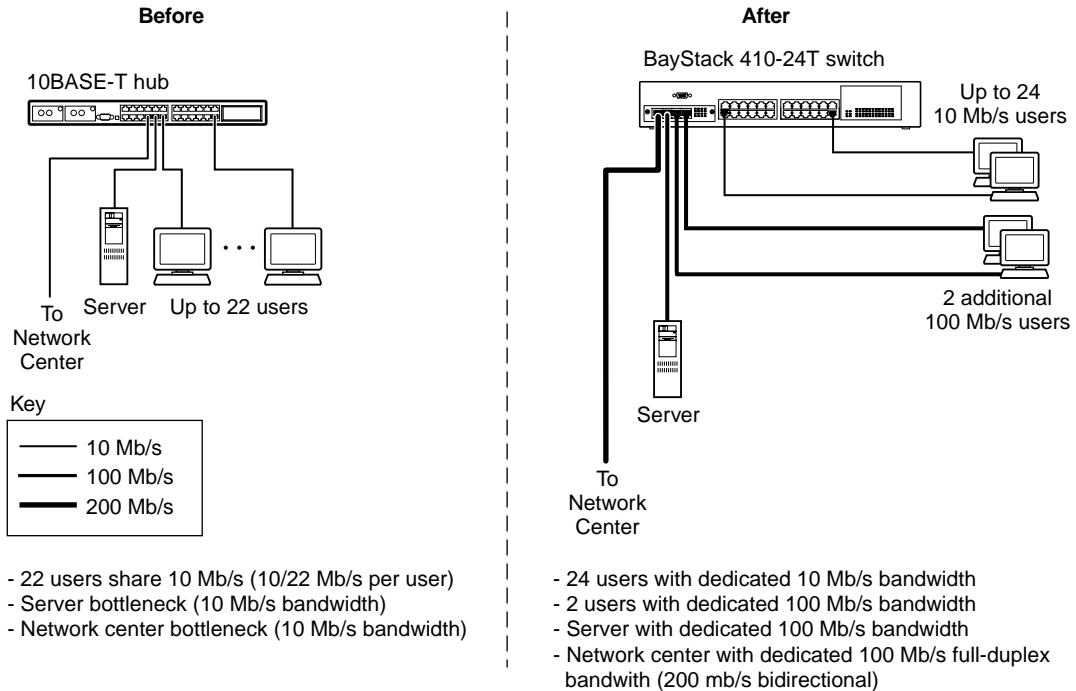 Before
10BASE-T hub
Server
Up to 22 users
To
Network
Center
Key
10 Mb/s
100 Mb/s
200 Mb/s
- 22 users share 10 Mb/s (10/22 Mb/s per user)
- Server bottleneck (10 Mb/s bandwidth)
- Network center bottleneck (10 Mb/s bandwidth)
After
BayStack 410-24T switch
Up to 24
10 Mb/s users
2 additional
100 Mb/s users
Server
To
Network
Center
- 24 users with dedicated 10 Mb/s bandwidth
- 2 users with dedicated 100 Mb/s bandwidth
- Server with dedicated 100 Mb/s bandwidth
- Network center with dedicated 100 Mb/s full-duplex
bandwith (200 mb/s bidirectional)